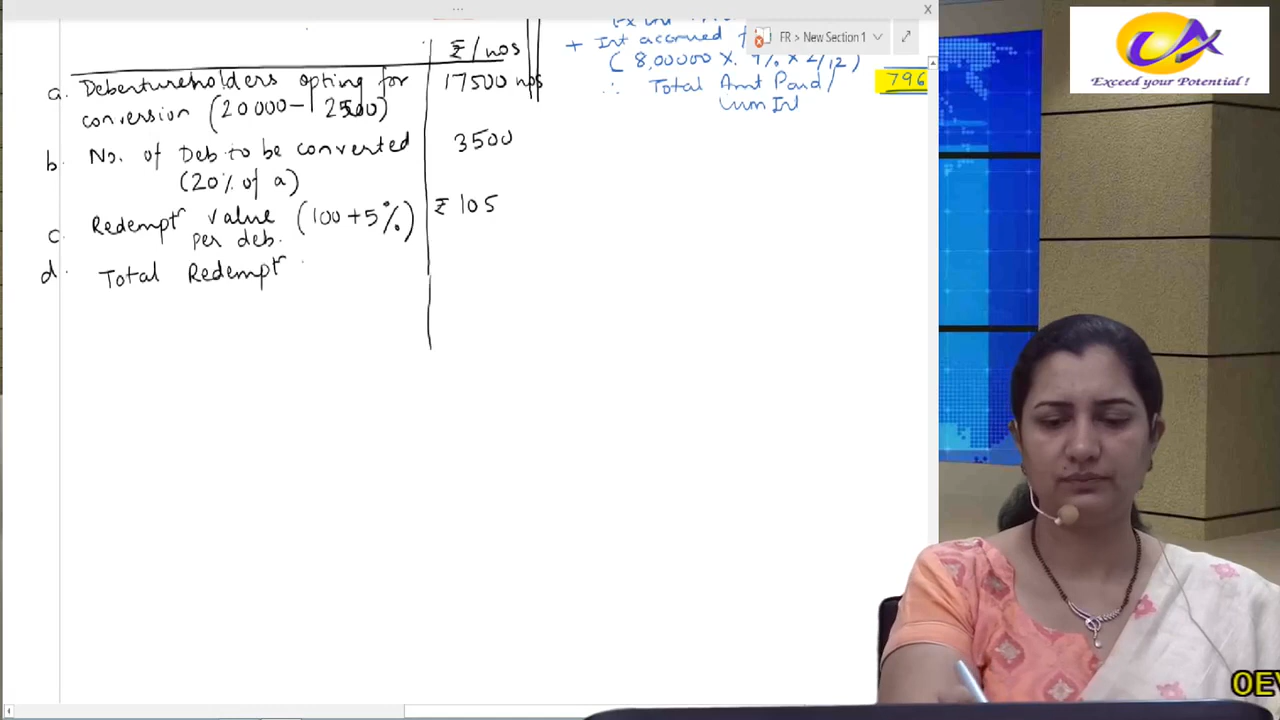 FR > New Section 1
Exceed your Potential !
₹ / nos
a. Debentureholders opting for 17500 nos
conversion (20000 - 2500)
b. No. of Deb to be converted 3500
(20% of a)
c. Redemptⁿ value (100 + 5%) ₹ 105
per deb.
d. Total Redemptⁿ
+ Int accrued
( 8,00000 x 7% x 2/12 )
∴ Total Amt Paid / 796
Cum Int
OEV